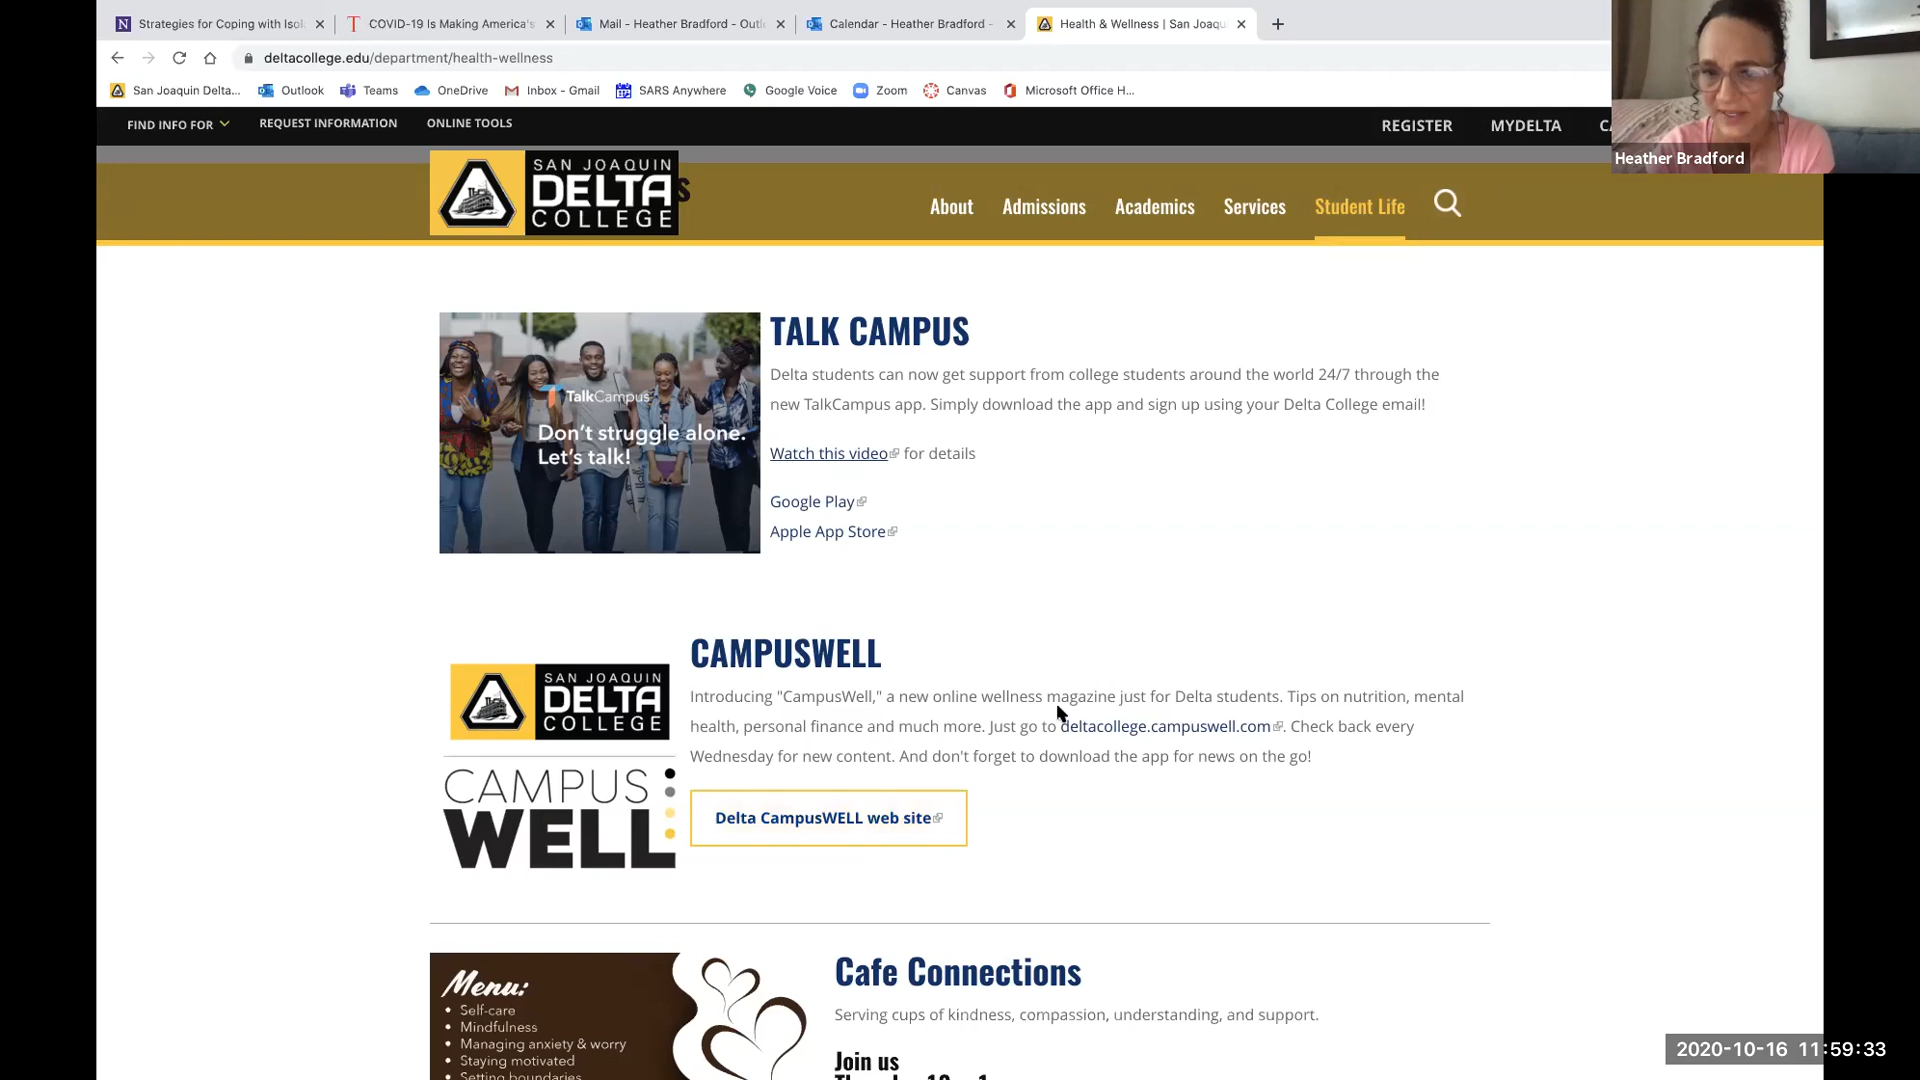 Strategies for Coping with Isol
COVID-19 Is Making America's
Mail - Heather Bradford - Outl
Calendar - Heather Bradford -
Health & Wellness | San Joaqu
deltacollege.edu/department/health-wellness
San Joaquin Delta...
Outlook
Teams
OneDrive
Inbox - Gmail
SARS Anywhere
Google Voice
Zoom
Canvas
Microsoft Office H...
FIND INFO FOR
REQUEST INFORMATION
ONLINE TOOLS
REGISTER
MYDELTA
Heather Bradford
SAN JOAQUIN
DELTA
COLLEGE
About
Admissions
Academics
Services
Student Life
TalkCampus
Don't struggle alone.
Let's talk!
TALK CAMPUS
Delta students can now get support from college students around the world 24/7 through the
new TalkCampus app. Simply download the app and sign up using your Delta College email!
Watch this video for details
Google Play
Apple App Store
SAN JOAQUIN
DELTA
COLLEGE
CAMPUS
WELL
CAMPUSWELL
Introducing "CampusWell," a new online wellness magazine just for Delta students. Tips on nutrition, mental
health, personal finance and much more. Just go to deltacollege.campuswell.com. Check back every
Wednesday for new content. And don't forget to download the app for news on the go!
Delta CampusWELL web site
Menu:
• Self-care
• Mindfulness
• Managing anxiety & worry
• Staying motivated
• Setting boundaries
Cafe Connections
Serving cups of kindness, compassion, understanding, and support.
Join us
2020-10-16 11:59:33